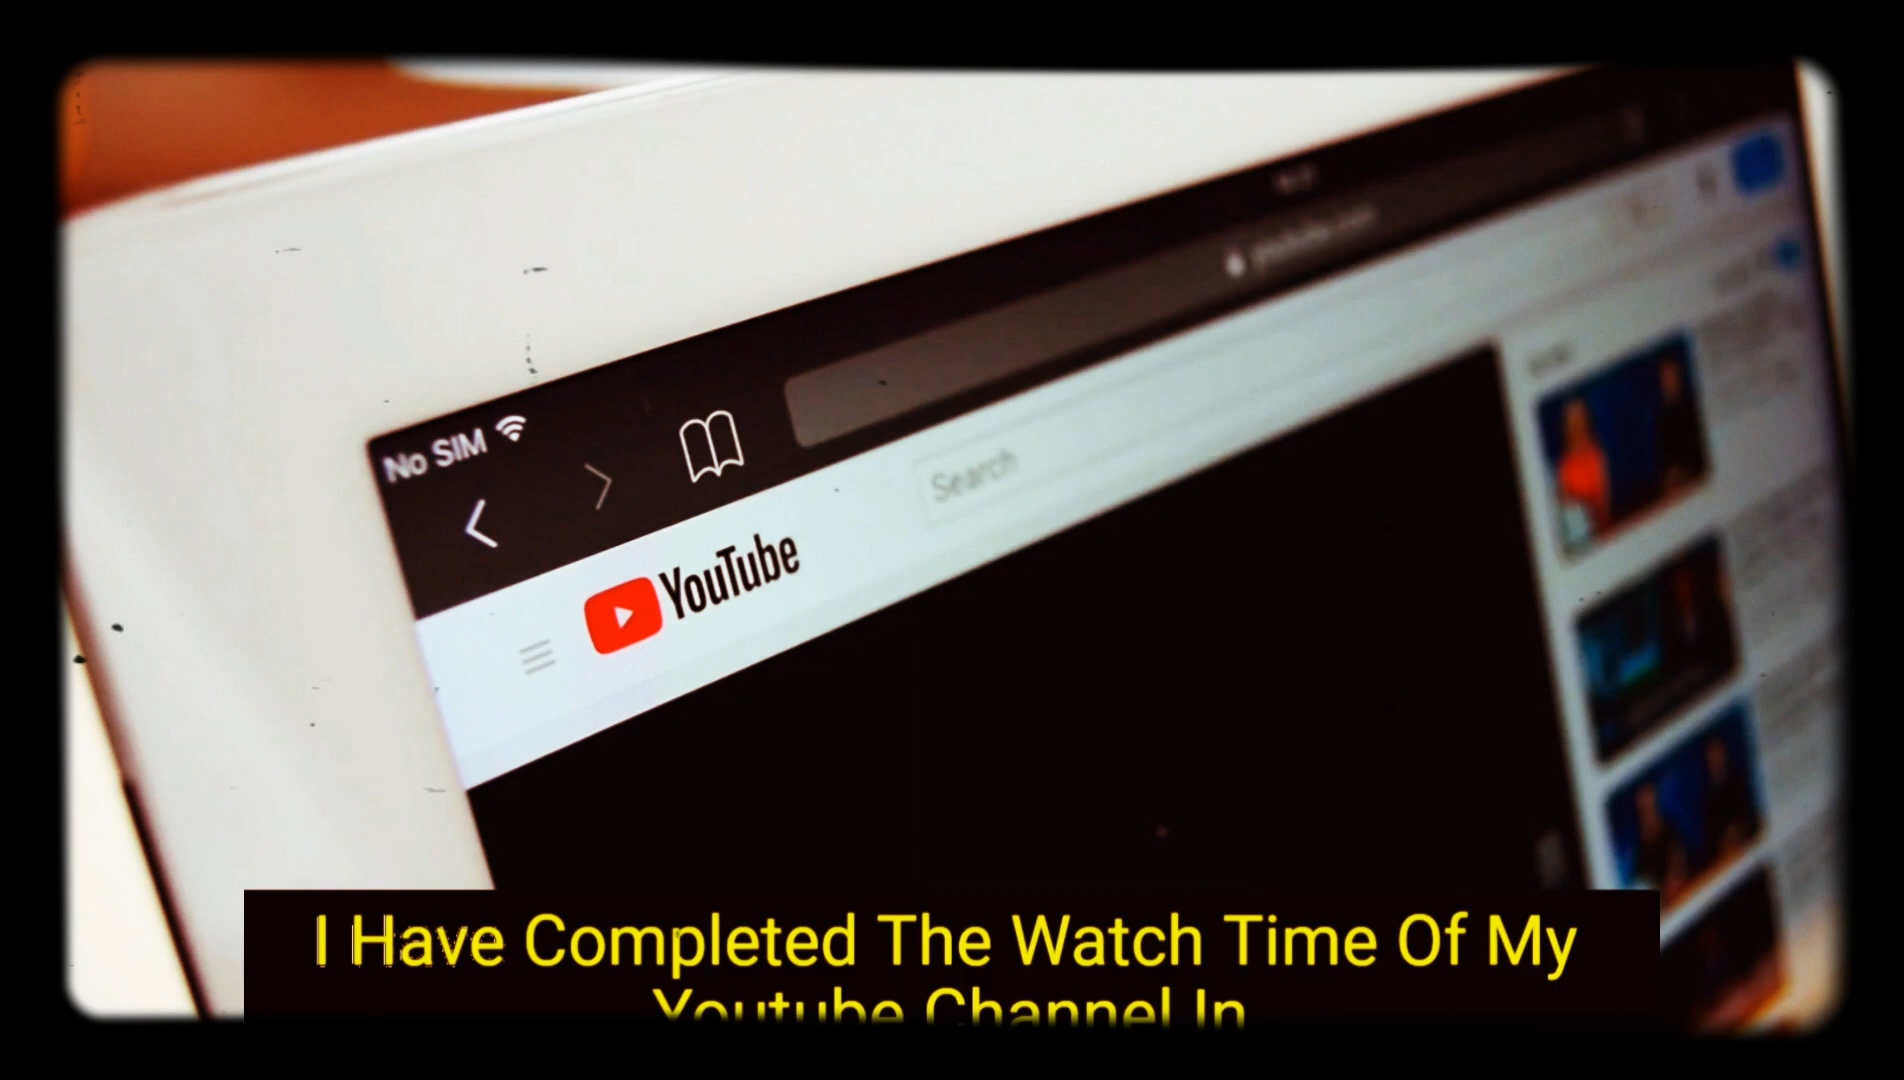 No SIM
Search
YouTube
I Have Completed The Watch Time Of My
Youtube Channel In